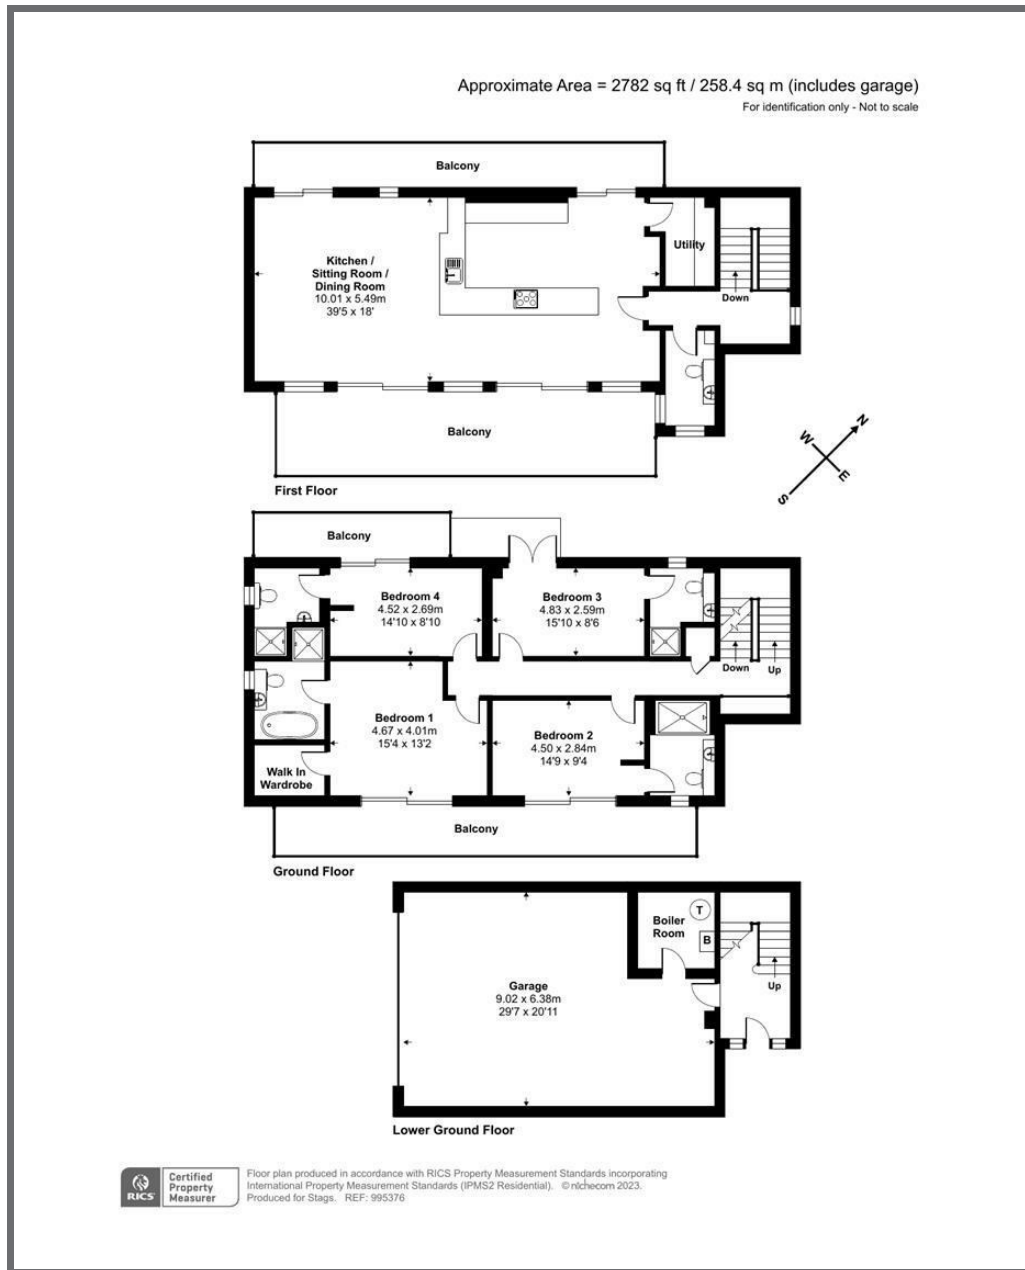 Approximate Area = 2782 sq ft / 258.4 sq m (includes garage)
For identification only - Not to scale
Balcony
Kitchen /
Sitting Room /
Dining Room
10.01 x 5.49m
39'5 x 18'
Utility
Down
Balcony
First Floor
N
W
E
S
Balcony
Bedroom 4
4.52 x 2.69m
14'10 x 8'10
Bedroom 3
4.83 x 2.59m
15'10 x 8'6
Down
Up
Bedroom 1
4.67 x 4.01m
15'4 x 13'2
Bedroom 2
4.50 x 2.84m
14'9 x 9'4
Walk In
Wardrobe
Balcony
Ground Floor
Boiler
Room
T
B
Up
Garage
9.02 x 6.38m
29'7 x 20'11
Lower Ground Floor
RICS
Certified
Property
Measurer
Floor plan produced in accordance with RICS Property Measurement Standards incorporating
International Property Measurement Standards (IPMS2 Residential). © nichecom 2023.
Produced for Stags. REF: 995376